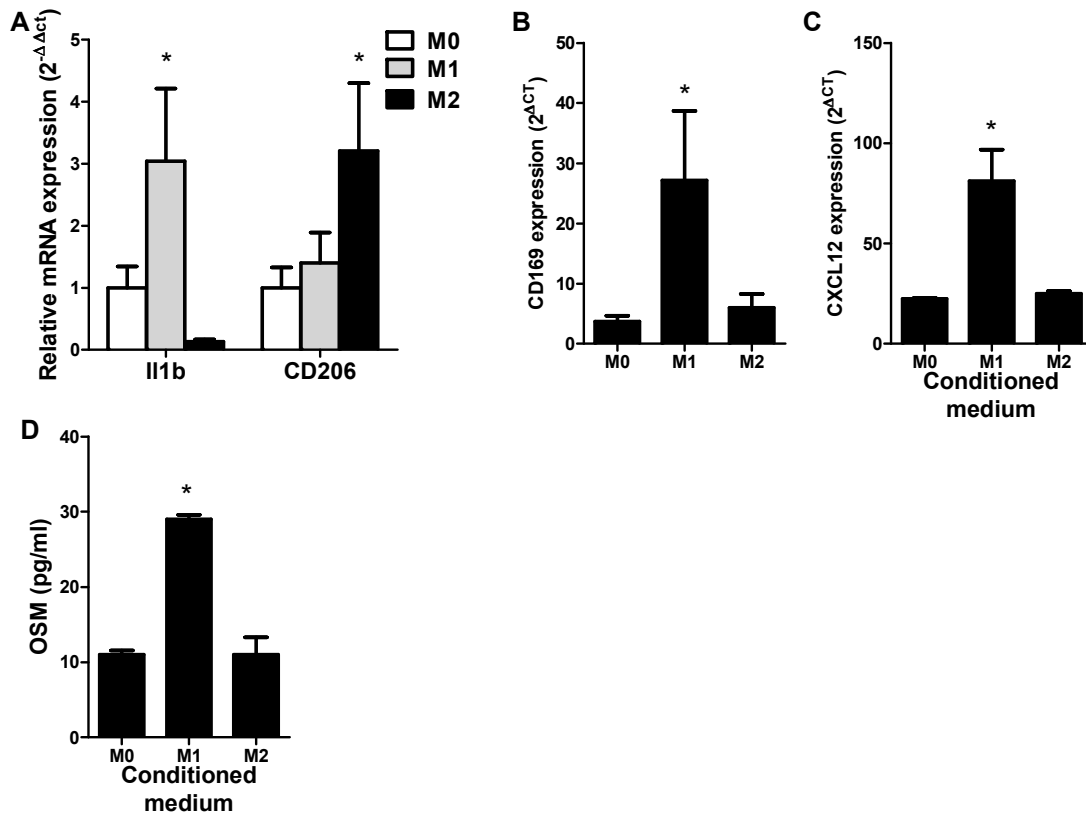 A
Relative mRNA expression (2^-ΔΔct)
5
4
3
2
1
0
*
*
Il1b
CD206
M0
M1
M2
B
CD169 expression (2^ΔCT)
50
40
30
20
10
0
*
M0 M1 M2
C
CXCL12 expression (2^ΔCT)
150
100
50
0
*
M0 M1 M2
Conditioned
medium
D
OSM (pg/ml)
40
30
20
10
0
*
M0 M1 M2
Conditioned
medium